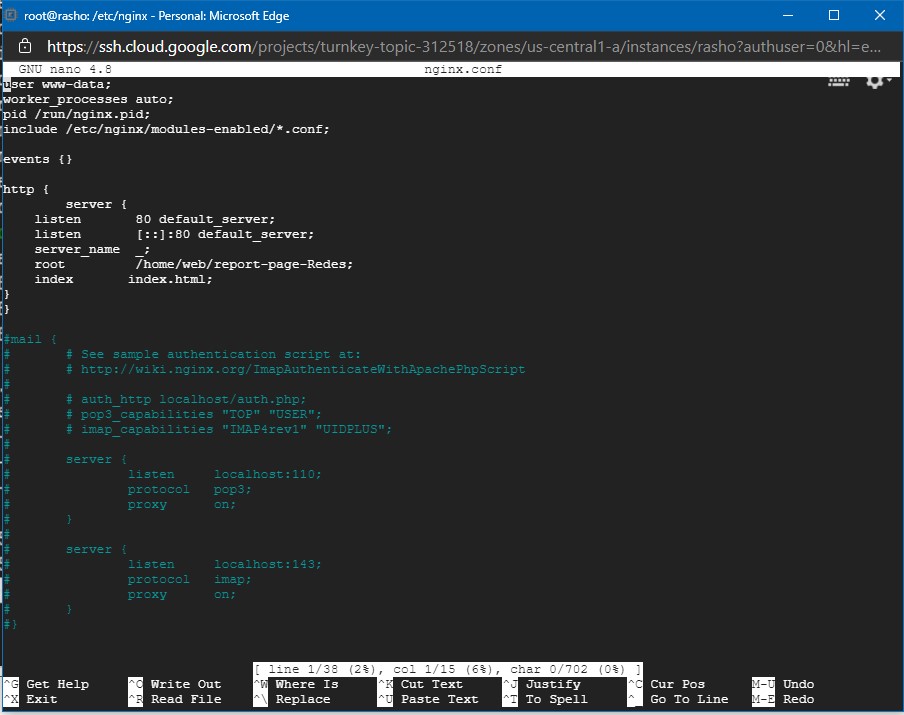 root@rasho: /etc/nginx - Personal: Microsoft Edge
https://ssh.cloud.google.com/projects/turnkey-topic-312518/zones/us-central1-a/instances/rasho?authuser=0&hl=e...
GNU nano 4.8 nginx.conf
user www-data;
worker_processes auto;
pid /run/nginx.pid;
include /etc/nginx/modules-enabled/*.conf;
events {}
http {
server {
listen 80 default_server;
listen [::]:80 default_server;
server_name _;
root /home/web/report-page-Redes;
index index.html;
}
}
#mail {
# # See sample authentication script at:
# # http://wiki.nginx.org/ImapAuthenticateWithApachePhpScript
#
# # auth_http localhost/auth.php;
# # pop3_capabilities "TOP" "USER";
# # imap_capabilities "IMAP4rev1" "UIDPLUS";
#
# server {
# listen localhost:110;
# protocol pop3;
# proxy on;
# }
#
# server {
# listen localhost:143;
# protocol imap;
# proxy on;
# }
#}
[ line 1/38 (2%), col 1/15 (6%), char 0/702 (0%) ]
^G Get Help ^O Write Out ^W Where Is ^K Cut Text ^J Justify ^C Cur Pos M-U Undo
^X Exit ^R Read File ^\ Replace ^U Paste Text ^T To Spell ^_ Go To Line M-E Redo